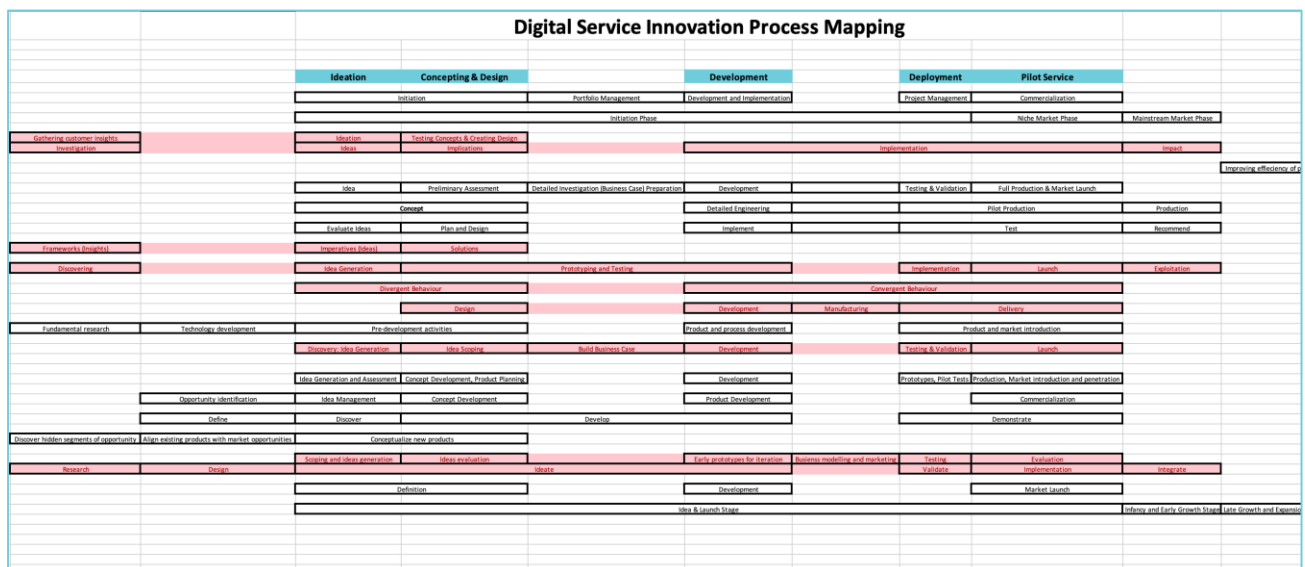 Digital Service Innovation Process Mapping
Ideation Concepting & Design Development Deployment Pilot Service
Initiation Portfolio Management Development and Implementation Project Management Commercialization
Initiation Phase Niche Market Phase Mainstream Market Phase
Gathering customer insights Ideation Testing Concepts & Creating Design
Investigation Ideas Implications Implementation Impact
Improving effeciency of p
Idea Preliminary Assessment Detailed Investigation (Business Case) Preparation Development Testing & Validation Full Production & Market Launch
Concept Detailed Engineering Pilot Production Production
Evaluate Ideas Plan and Design Implement Test Recommend
Frameworks (Insights) Imperatives (Ideas) Solutions
Discovering Idea Generation Prototyping and Testing Implementation Launch Exploitation
Divergent Behaviour Convergent Behaviour
Design Development Manufacturing Delivery
Fundamental research Technology development Pre-development activities Product and process development Product and market introduction
Discovery: Idea Generation Idea Scoping Build Business Case Development Testing & Validation Launch
Idea Generation and Assessment Concept Development, Product Planning Development Prototypes, Pilot Tests Production, Market introduction and penetration
Opportunity identification Idea Management Concept Development Product Development Commercialization
Define Discover Develop Demonstrate
Discover hidden segments of opportunity Align existing products with market opportunities Conceptualize new products
Scoping and ideas generation Ideas evaluation Early prototypes for iteration Busienss modelling and marketing Testing Evaluation
Research Design Ideate Validate Implementation Integrate
Definition Development Market Launch
Idea & Launch Stage Infancy and Early Growth Stage Late Growth and Expansio